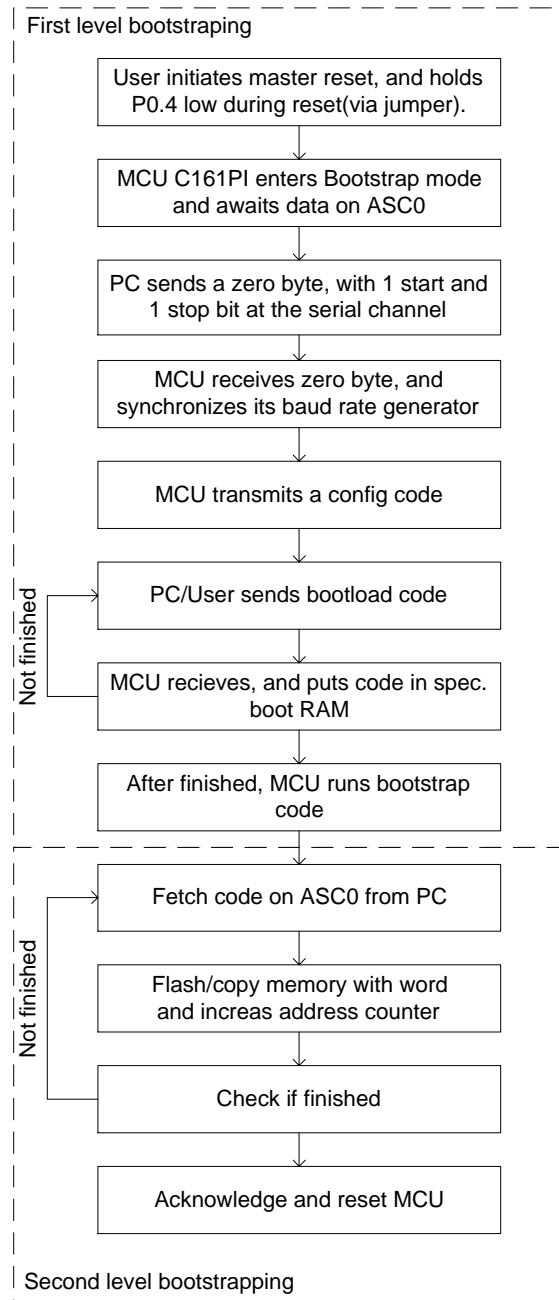 First level bootstraping
User initiates master reset, and holds
P0.4 low during reset(via jumper).
MCU C161PI enters Bootstrap mode
and awaits data on ASC0
PC sends a zero byte, with 1 start and
1 stop bit at the serial channel
MCU receives zero byte, and
synchronizes its baud rate generator
MCU transmits a config code
PC/User sends bootload code
Not finished
MCU recieves, and puts code in spec.
boot RAM
After finished, MCU runs bootstrap
code
Fetch code on ASC0 from PC
Flash/copy memory with word
and increas address counter
Not finished
Check if finished
Acknowledge and reset MCU
Second level bootstrapping